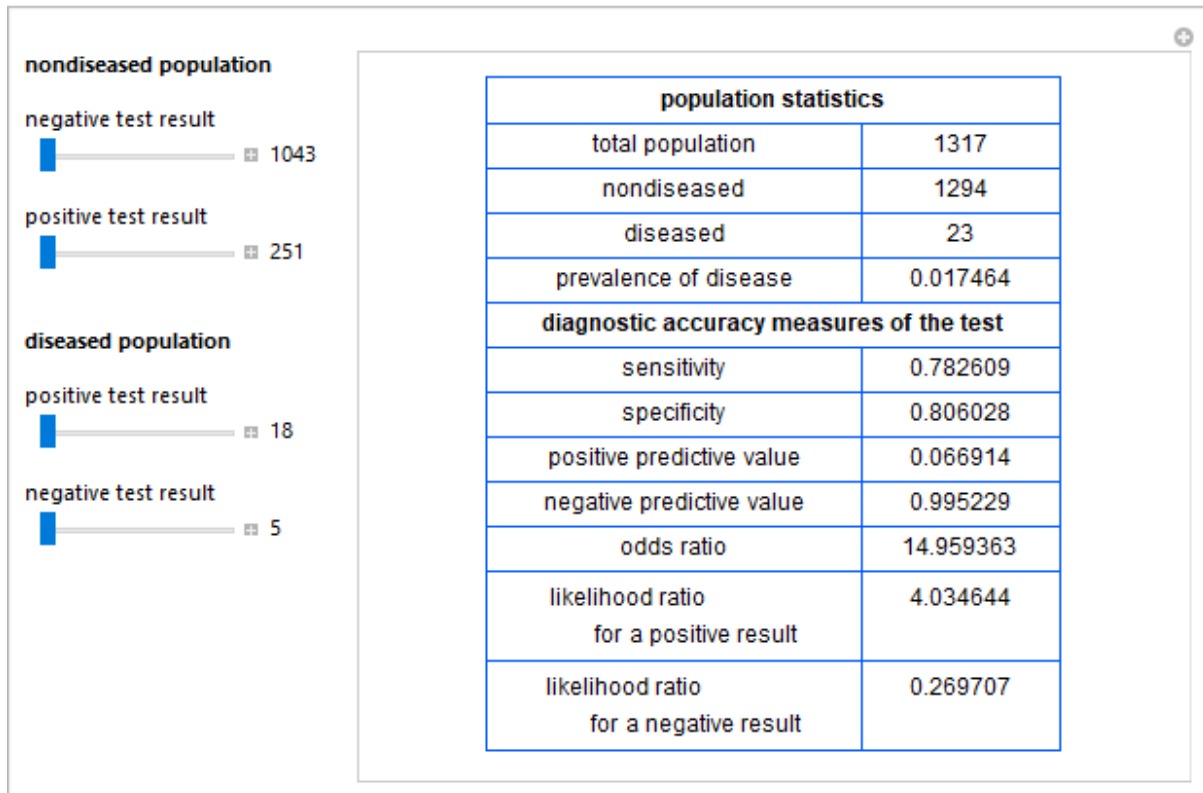 nondiseased population
negative test result
1043
positive test result
251
diseased population
positive test result
18
negative test result
5
population statistics
total population 1317
nondiseased 1294
diseased 23
prevalence of disease 0.017464
diagnostic accuracy measures of the test
sensitivity 0.782609
specificity 0.806028
positive predictive value 0.066914
negative predictive value 0.995229
odds ratio 14.959363
likelihood ratio 4.034644
for a positive result
likelihood ratio 0.269707
for a negative result